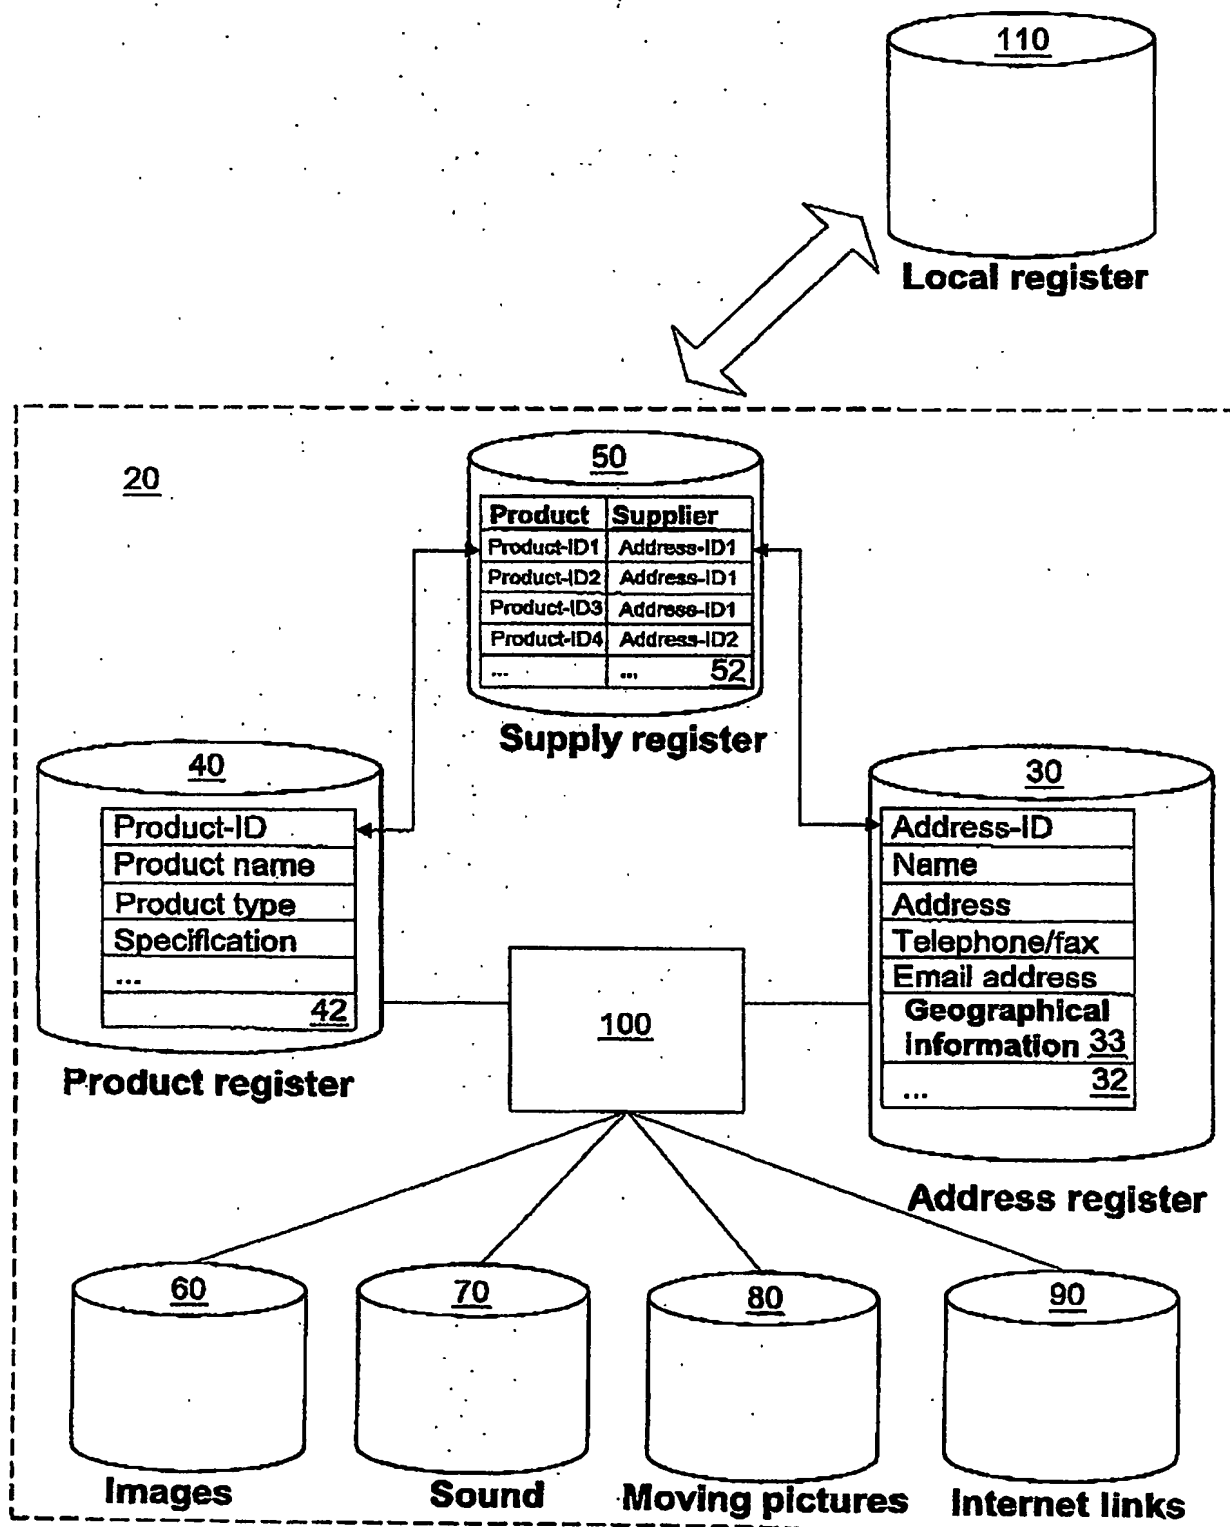 110
Local register
20
50
Product Supplier
Product-ID1 Address-ID1
Product-ID2 Address-ID1
Product-ID3 Address-ID1
Product-ID4 Address-ID2
... ... 52
Supply register
40
Product-ID
Product name
Product type
Specification
...
42
Product register
30
Address-ID
Name
Address
Telephone/fax
Email address
Geographical
information 33
... 32
Address register
100
60
Images
70
Sound
80
Moving pictures
90
Internet links